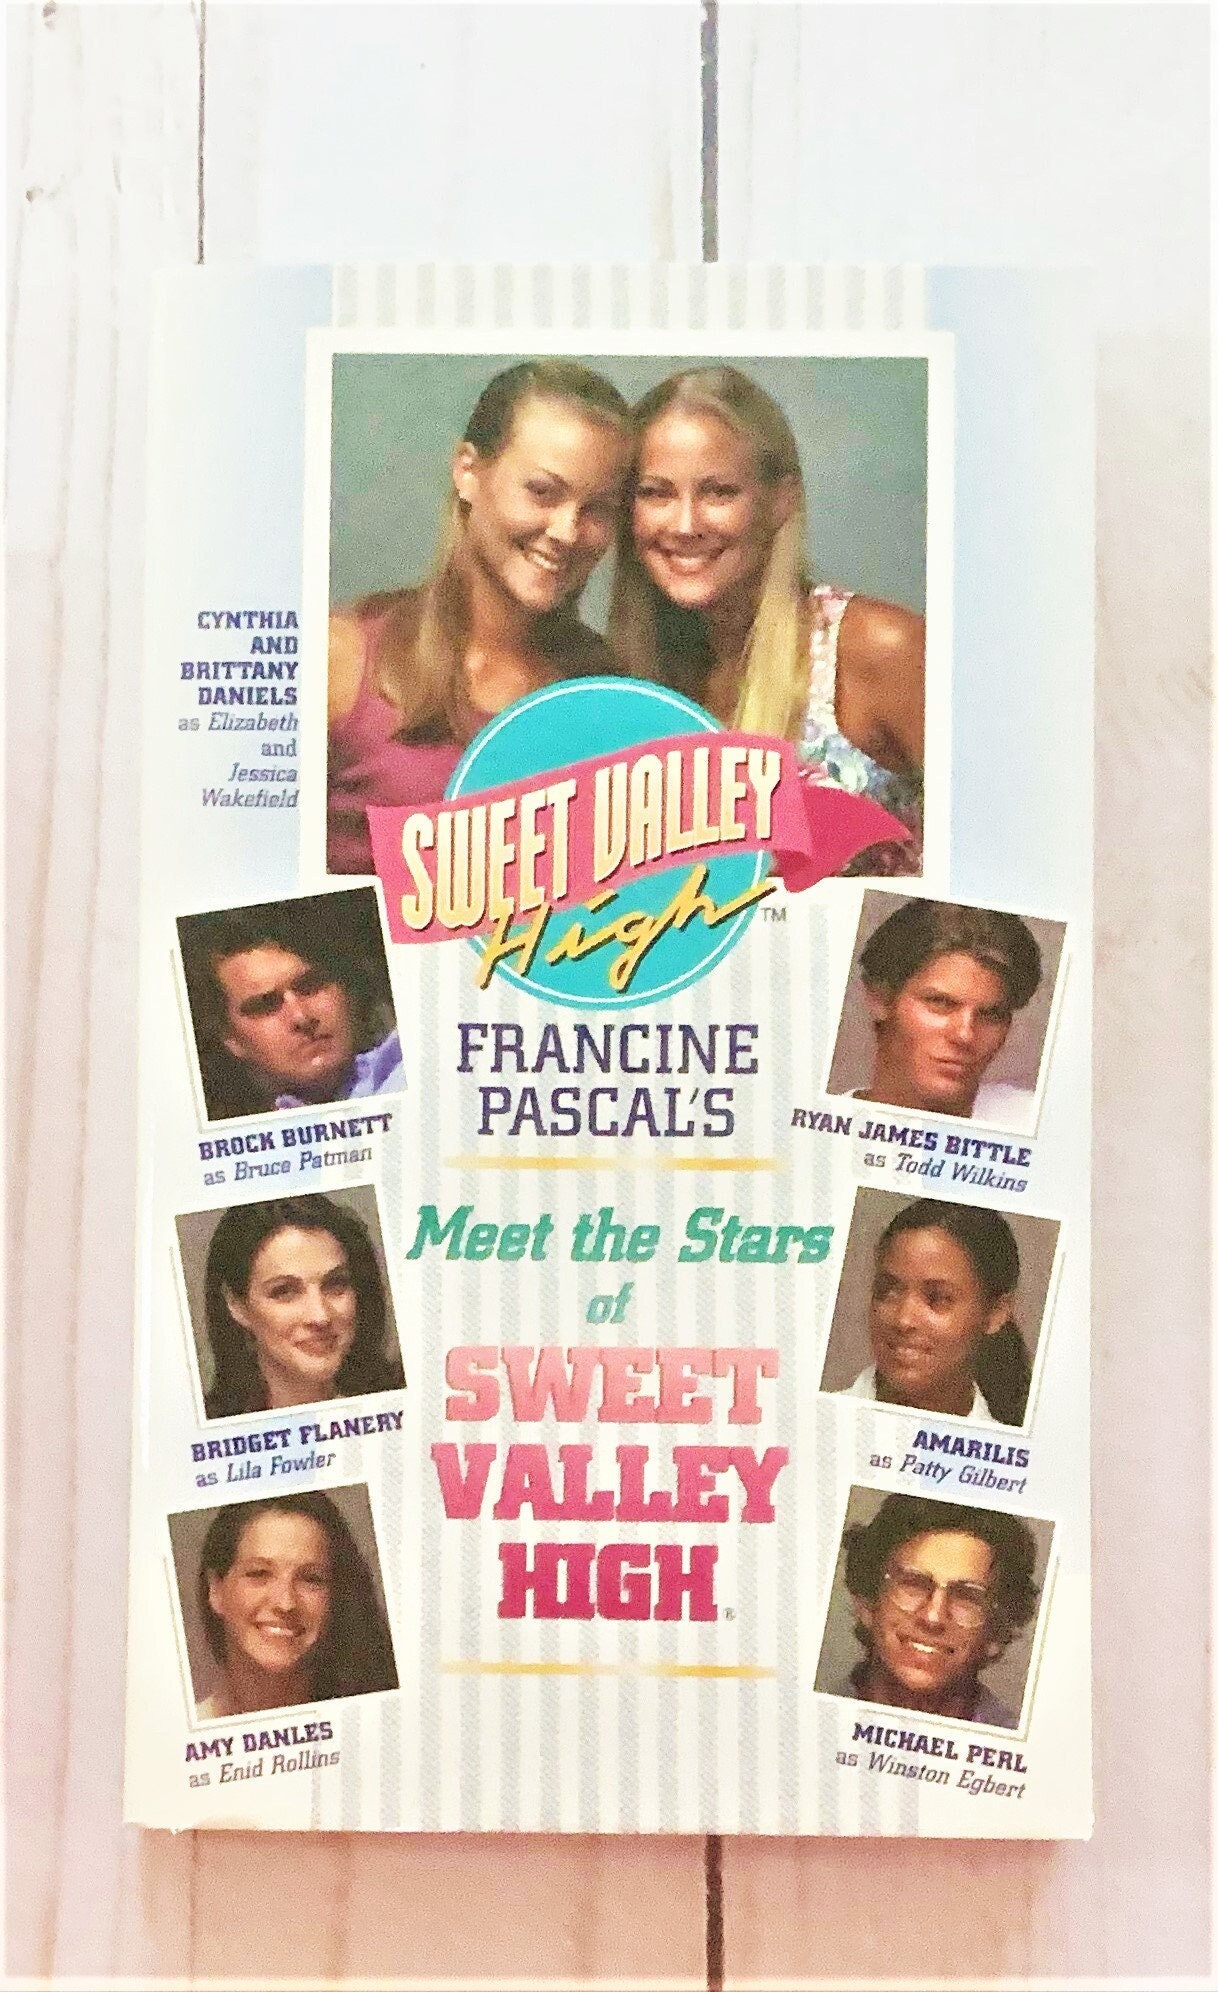 CYNTHIA
AND
BRITTANY
DANIELS
as Elizabeth
and
Jessica
Wakefield
SWEET VALLEY
High TM
FRANCINE
PASCAL'S
Meet the Stars
of
SWEET
VALLEY
HIGH®
BROCK BURNETT
as Bruce Patman
BRIDGET FLANERY
as Lila Fowler
AMY DANLES
as Enid Rollins
RYAN JAMES BITTLE
as Todd Wilkins
AMARILIS
as Patty Gilbert
MICHAEL PERL
as Winston Egbert